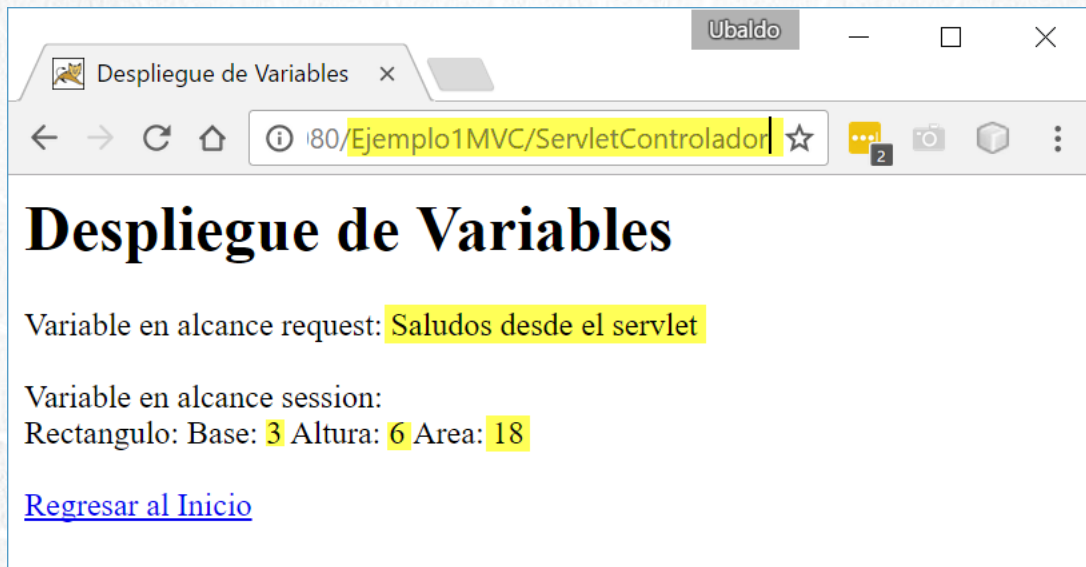 Ubaldo
Despliegue de Variables
080/Ejemplo1MVC/ServletControlador
2
Despliegue de Variables
Variable en alcance request: Saludos desde el servlet
Variable en alcance session:
Rectangulo: Base: 3 Altura: 6 Area: 18
Regresar al Inicio